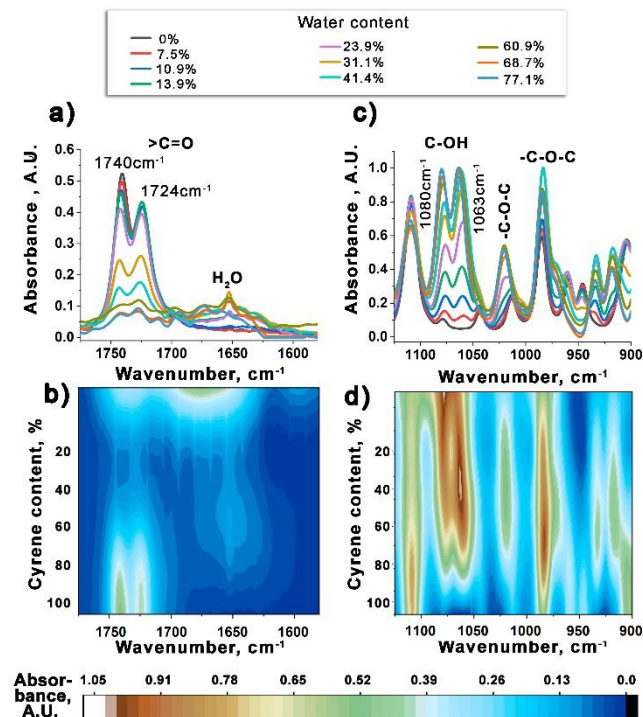 Water content
0%
7.5%
10.9%
13.9%
23.9%
31.1%
41.4%
60.9%
68.7%
77.1%
a)
>C=O
1740cm-1
1724cm-1
H2O
Absorbance , A.U.
0.6
0.5
0.4
0.3
0.2
0.1
0.0
1750 1700 1650 1600
Wavenumber, cm-1
c)
C-OH
1080cm-1
1063cm-1
-C-O-C
-C-O-C
Absorbance, A.U.
1.0
0.8
0.6
0.4
0.2
0.0
1100 1050 1000 950 900
Wavenumber, cm-1
b)
Cyrene content, %
20
40
60
80
100
1750 1700 1650 1600
Wavenumber, cm-1
d)
Cyrene content, %
20
40
60
80
100
1100 1050 1000 950 900
Wavenumber, cm-1
Absor-
bance,
A.U.
1.05 0.91 0.78 0.65 0.52 0.39 0.26 0.13 0.0